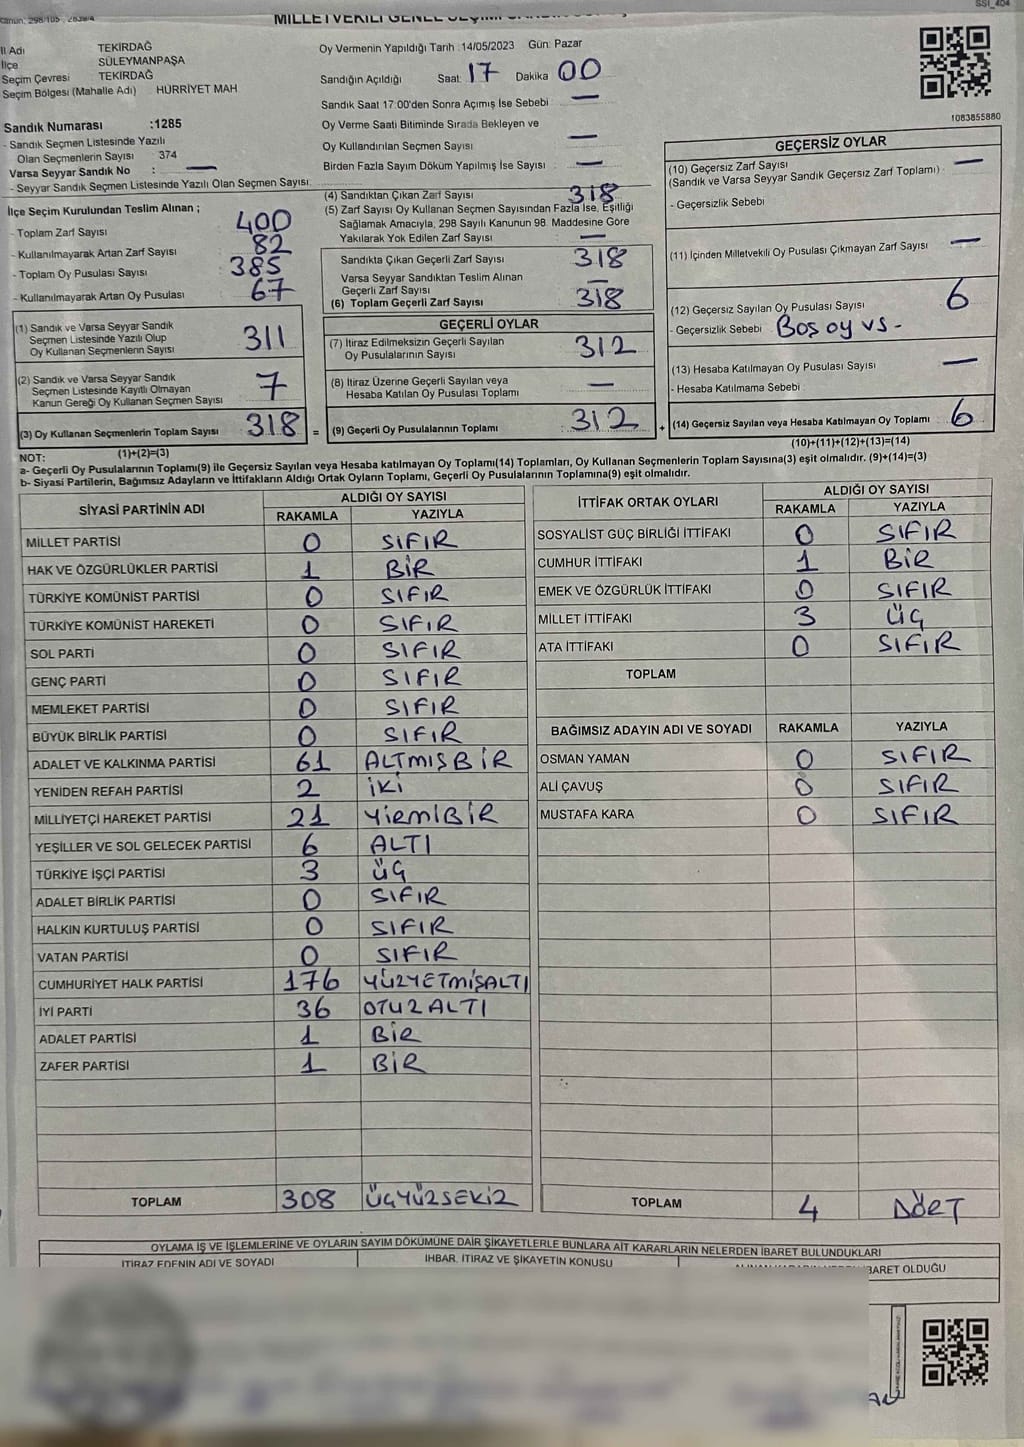 SSI_404
Kanun: 298/105 , 2839/4
MİLLETVEKİLİ GENEL SEÇİMİ
İl Adı TEKİRDAĞ
İlçe SÜLEYMANPAŞA
Seçim Çevresi TEKİRDAĞ
Seçim Bölgesi (Mahalle Adı) HÜRRİYET MAH
Sandık Numarası :1285
- Sandık Seçmen Listesinde Yazılı
Olan Seçmenlerin Sayısı : 374
Varsa Seyyar Sandık No : —
- Seyyar Sandık Seçmen Listesinde Yazılı Olan Seçmen Sayısı:
Oy Vermenin Yapıldığı Tarih :14/05/2023 Gün: Pazar
Sandığın Açıldığı Saat: 17 Dakika 00
Sandık Saat 17:00'den Sonra Açımış İse Sebebi : —
Oy Verme Saati Bitiminde Sırada Bekleyen ve
Oy Kullandırılan Seçmen Sayısı : —
Birden Fazla Sayım Döküm Yapılmış İse Sayısı : —
1083855880
İlçe Seçim Kurulundan Teslim Alınan ;
- Toplam Zarf Sayısı : 400
- Kullanılmayarak Artan Zarf Sayısı : 82
- Toplam Oy Pusulası Sayısı : 385
- Kullanılmayarak Artan Oy Pusulası : 67
(1) Sandık ve Varsa Seyyar Sandık
Seçmen Listesinde Yazılı Olup
Oy Kullanan Seçmenlerin Sayısı : 311
(2) Sandık ve Varsa Seyyar Sandık
Seçmen Listesinde Kayıtlı Olmayan
Kanun Gereği Oy Kullanan Seçmen Sayısı : 7
(3) Oy Kullanan Seçmenlerin Toplam Sayısı : 318 =
(1)+(2)=(3)
(4) Sandıktan Çıkan Zarf Sayısı : 318
(5) Zarf Sayısı Oy Kullanan Seçmen Sayısından Fazla İse, Eşitliği
Sağlamak Amacıyla, 298 Sayılı Kanunun 98. Maddesine Göre
Yakılarak Yok Edilen Zarf Sayısı : —
Sandıkta Çıkan Geçerli Zarf Sayısı : 318
Varsa Seyyar Sandıktan Teslim Alınan
Geçerli Zarf Sayısı : —
(6) Toplam Geçerli Zarf Sayısı : 318
GEÇERLİ OYLAR
(7) İtiraz Edilmeksizin Geçerli Sayılan
Oy Pusulalarının Sayısı : 312
(8) İtiraz Üzerine Geçerli Sayılan veya
Hesaba Katılan Oy Pusulası Toplamı : —
(9) Geçerli Oy Pusulalarının Toplamı : 312 +
GEÇERSİZ OYLAR
(10) Geçersiz Zarf Sayısı : —
(Sandık ve Varsa Seyyar Sandık Geçersiz Zarf Toplamı)
- Geçersizlik Sebebi
(11) İçinden Milletvekili Oy Pusulası Çıkmayan Zarf Sayısı : —
(12) Geçersiz Sayılan Oy Pusulası Sayısı : 6
- Geçersizlik Sebebi Boş oy vs -
(13) Hesaba Katılmayan Oy Pusulası Sayısı : —
- Hesaba Katılmama Sebebi
(14) Geçersiz Sayılan veya Hesaba Katılmayan Oy Toplamı : 6
(10)+(11)+(12)+(13)=(14)
NOT:
a- Geçerli Oy Pusulalarının Toplamı(9) ile Geçersiz Sayılan veya Hesaba katılmayan Oy Toplamı(14) Toplamları, Oy Kullanan Seçmenlerin Toplam Sayısına(3) eşit olmalıdır. (9)+(14)=(3)
b- Siyasi Partilerin, Bağımsız Adayların ve İttifakların Aldığı Ortak Oyların Toplamı, Geçerli Oy Pusulalarının Toplamına(9) eşit olmalıdır.
SİYASİ PARTİNİN ADI ALDIĞI OY SAYISI
RAKAMLA YAZIYLA
MİLLET PARTİSİ 0 SIFIR
HAK VE ÖZGÜRLÜKLER PARTİSİ 1 BİR
TÜRKİYE KOMÜNİST PARTİSİ 0 SIFIR
TÜRKİYE KOMÜNİST HAREKETİ 0 SIFIR
SOL PARTİ 0 SIFIR
GENÇ PARTİ 0 SIFIR
MEMLEKET PARTİSİ 0 SIFIR
BÜYÜK BİRLİK PARTİSİ 0 SIFIR
ADALET VE KALKINMA PARTİSİ 61 ALTMIŞBİR
YENİDEN REFAH PARTİSİ 2 İKİ
MİLLİYETÇİ HAREKET PARTİSİ 21 YİRMİBİR
YEŞİLLER VE SOL GELECEK PARTİSİ 6 ALTI
TÜRKİYE İŞÇİ PARTİSİ 3 ÜÇ
ADALET BİRLİK PARTİSİ 0 SIFIR
HALKIN KURTULUŞ PARTİSİ 0 SIFIR
VATAN PARTİSİ 0 SIFIR
CUMHURİYET HALK PARTİSİ 176 YÜZYETMİŞALTI
İYİ PARTİ 36 OTUZALTI
ADALET PARTİSİ 1 BİR
ZAFER PARTİSİ 1 BİR
TOPLAM 308 ÜÇYÜZSEKİZ
İTTİFAK ORTAK OYLARI ALDIĞI OY SAYISI
RAKAMLA YAZIYLA
SOSYALİST GÜÇ BİRLİĞİ İTTİFAKI 0 SIFIR
CUMHUR İTTİFAKI 1 BİR
EMEK VE ÖZGÜRLÜK İTTİFAKI 0 SIFIR
MİLLET İTTİFAKI 3 ÜÇ
ATA İTTİFAKI 0 SIFIR
TOPLAM
BAĞIMSIZ ADAYIN ADI VE SOYADI RAKAMLA YAZIYLA
OSMAN YAMAN 0 SIFIR
ALİ ÇAVUŞ 0 SIFIR
MUSTAFA KARA 0 SIFIR
TOPLAM 4 DÖRT
OYLAMA İŞ VE İŞLEMLERİNE VE OYLARIN SAYIM DÖKÜMÜNE DAİR ŞİKAYETLERLE BUNLARA AİT KARARLARIN NELERDEN İBARET BULUNDUKLARI
İTİRAZ EDENİN ADI VE SOYADI İHBAR, İTİRAZ VE ŞİKAYETİN KONUSU İBARET OLDUĞU